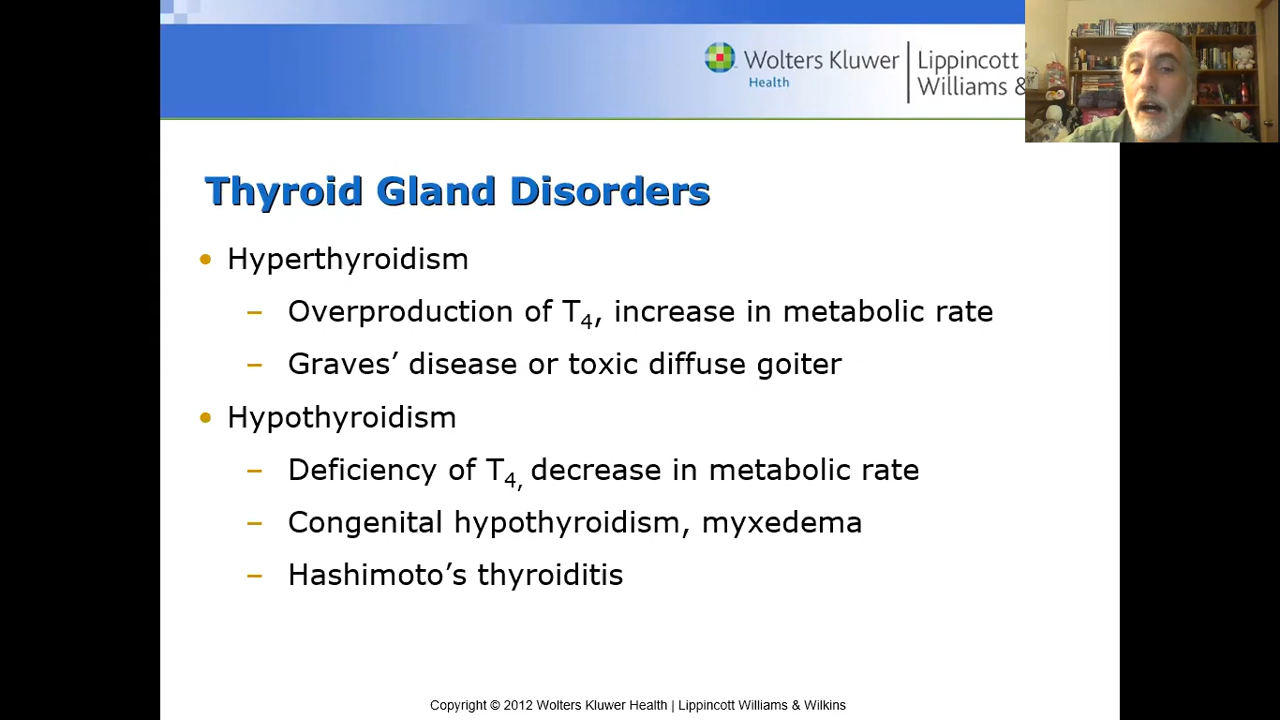 Wolters Kluwer
Health
Lippincott
Williams &
Thyroid Gland Disorders
• Hyperthyroidism
– Overproduction of T₄, increase in metabolic rate
– Graves’ disease or toxic diffuse goiter
• Hypothyroidism
– Deficiency of T₄, decrease in metabolic rate
– Congenital hypothyroidism, myxedema
– Hashimoto’s thyroiditis
Copyright © 2012 Wolters Kluwer Health | Lippincott Williams & Wilkins